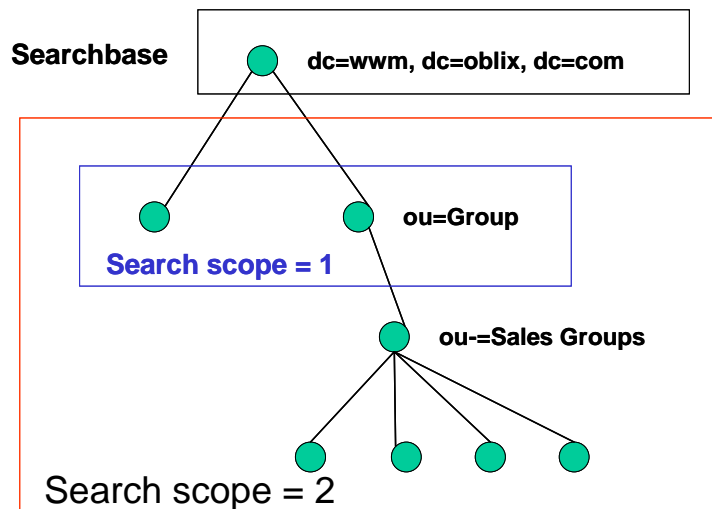 Searchbase
dc=wwm, dc=oblix, dc=com
ou=Group
Search scope = 1
ou-=Sales Groups
Search scope = 2